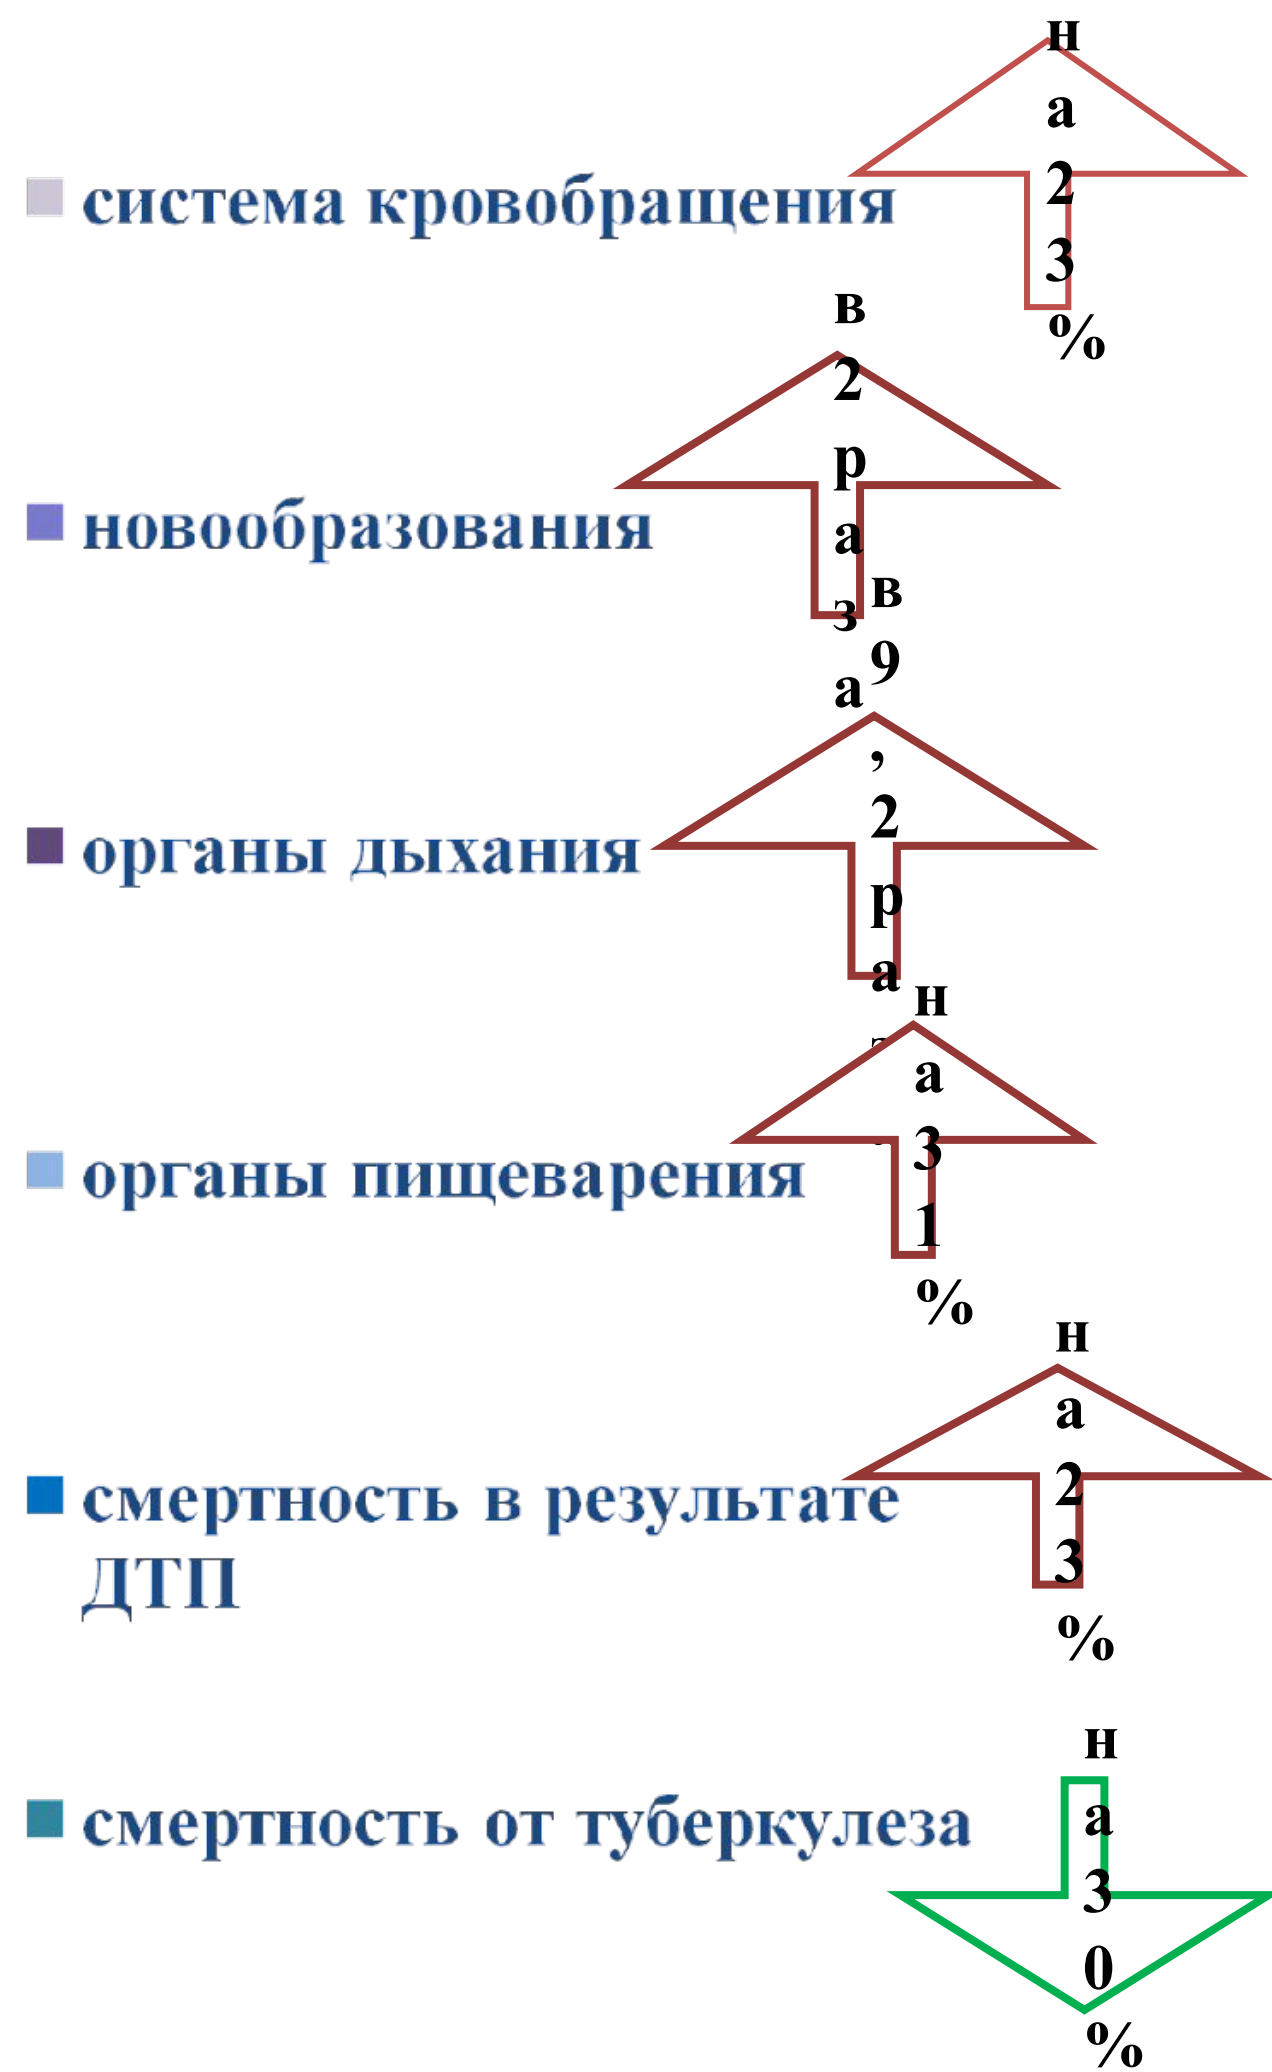 на 23%
система кровобращения
в 2 раза
новообразования
в 9,2 ра
органы дыхания
на 31%
органы пищеварения
на 23%
смертность в результате
ДТП
на 30%
смертность от туберкулеза